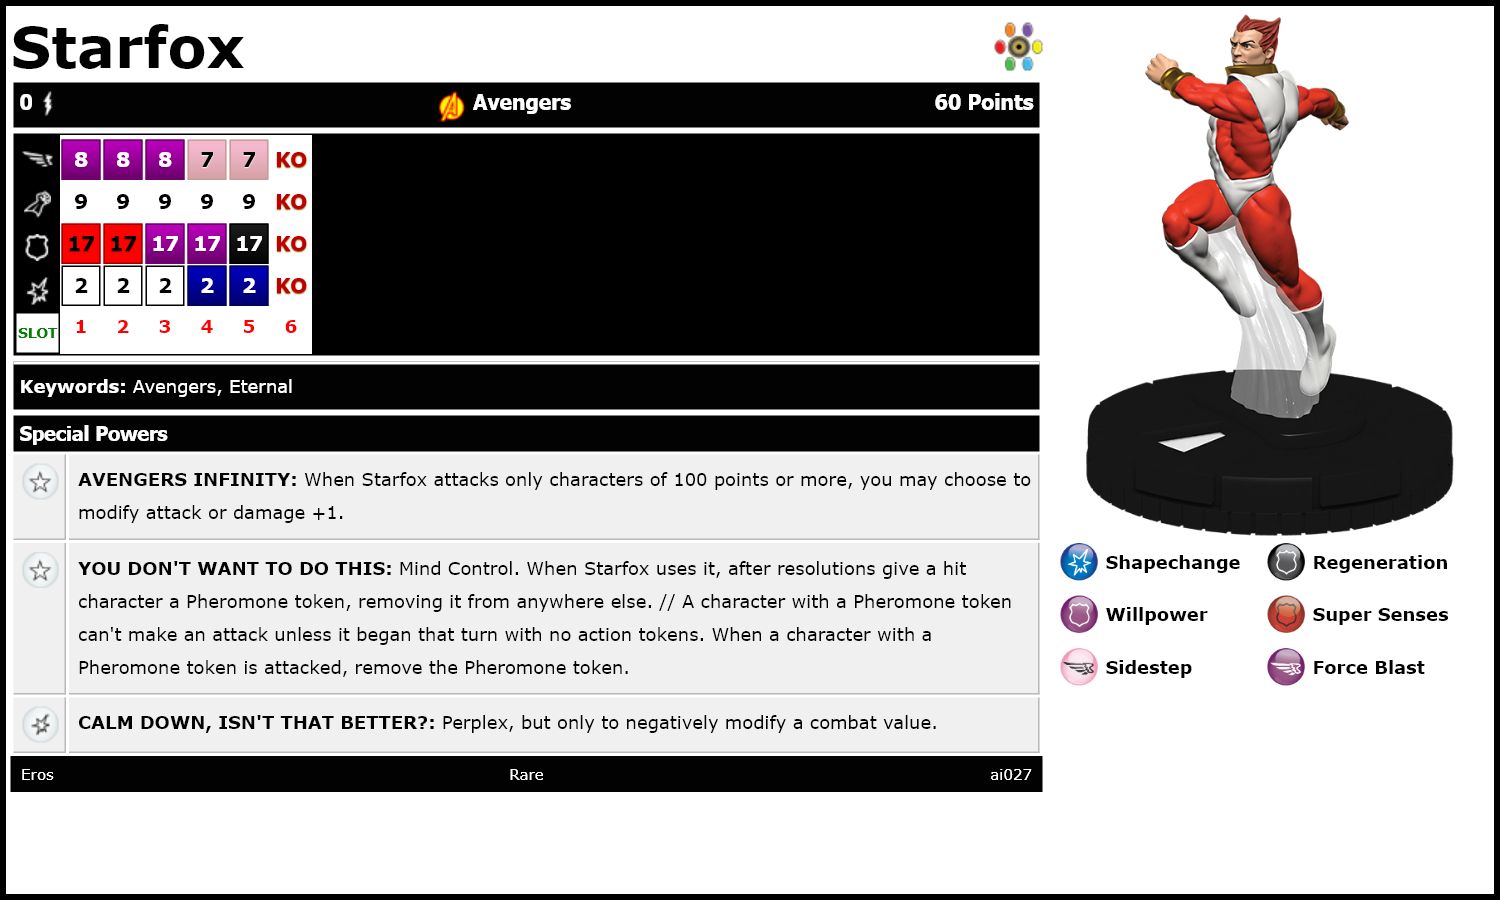 Starfox
0 Avengers 60 Points
8 8 8 7 7 KO
9 9 9 9 9 KO
17 17 17 17 17 KO
2 2 2 2 2 KO
SLOT 1 2 3 4 5 6
Keywords: Avengers, Eternal
Special Powers
AVENGERS INFINITY: When Starfox attacks only characters of 100 points or more, you may choose to
modify attack or damage +1.
YOU DON'T WANT TO DO THIS: Mind Control. When Starfox uses it, after resolutions give a hit
character a Pheromone token, removing it from anywhere else. // A character with a Pheromone token
can't make an attack unless it began that turn with no action tokens. When a character with a
Pheromone token is attacked, remove the Pheromone token.
CALM DOWN, ISN'T THAT BETTER?: Perplex, but only to negatively modify a combat value.
Eros Rare ai027
Shapechange Regeneration
Willpower Super Senses
Sidestep Force Blast